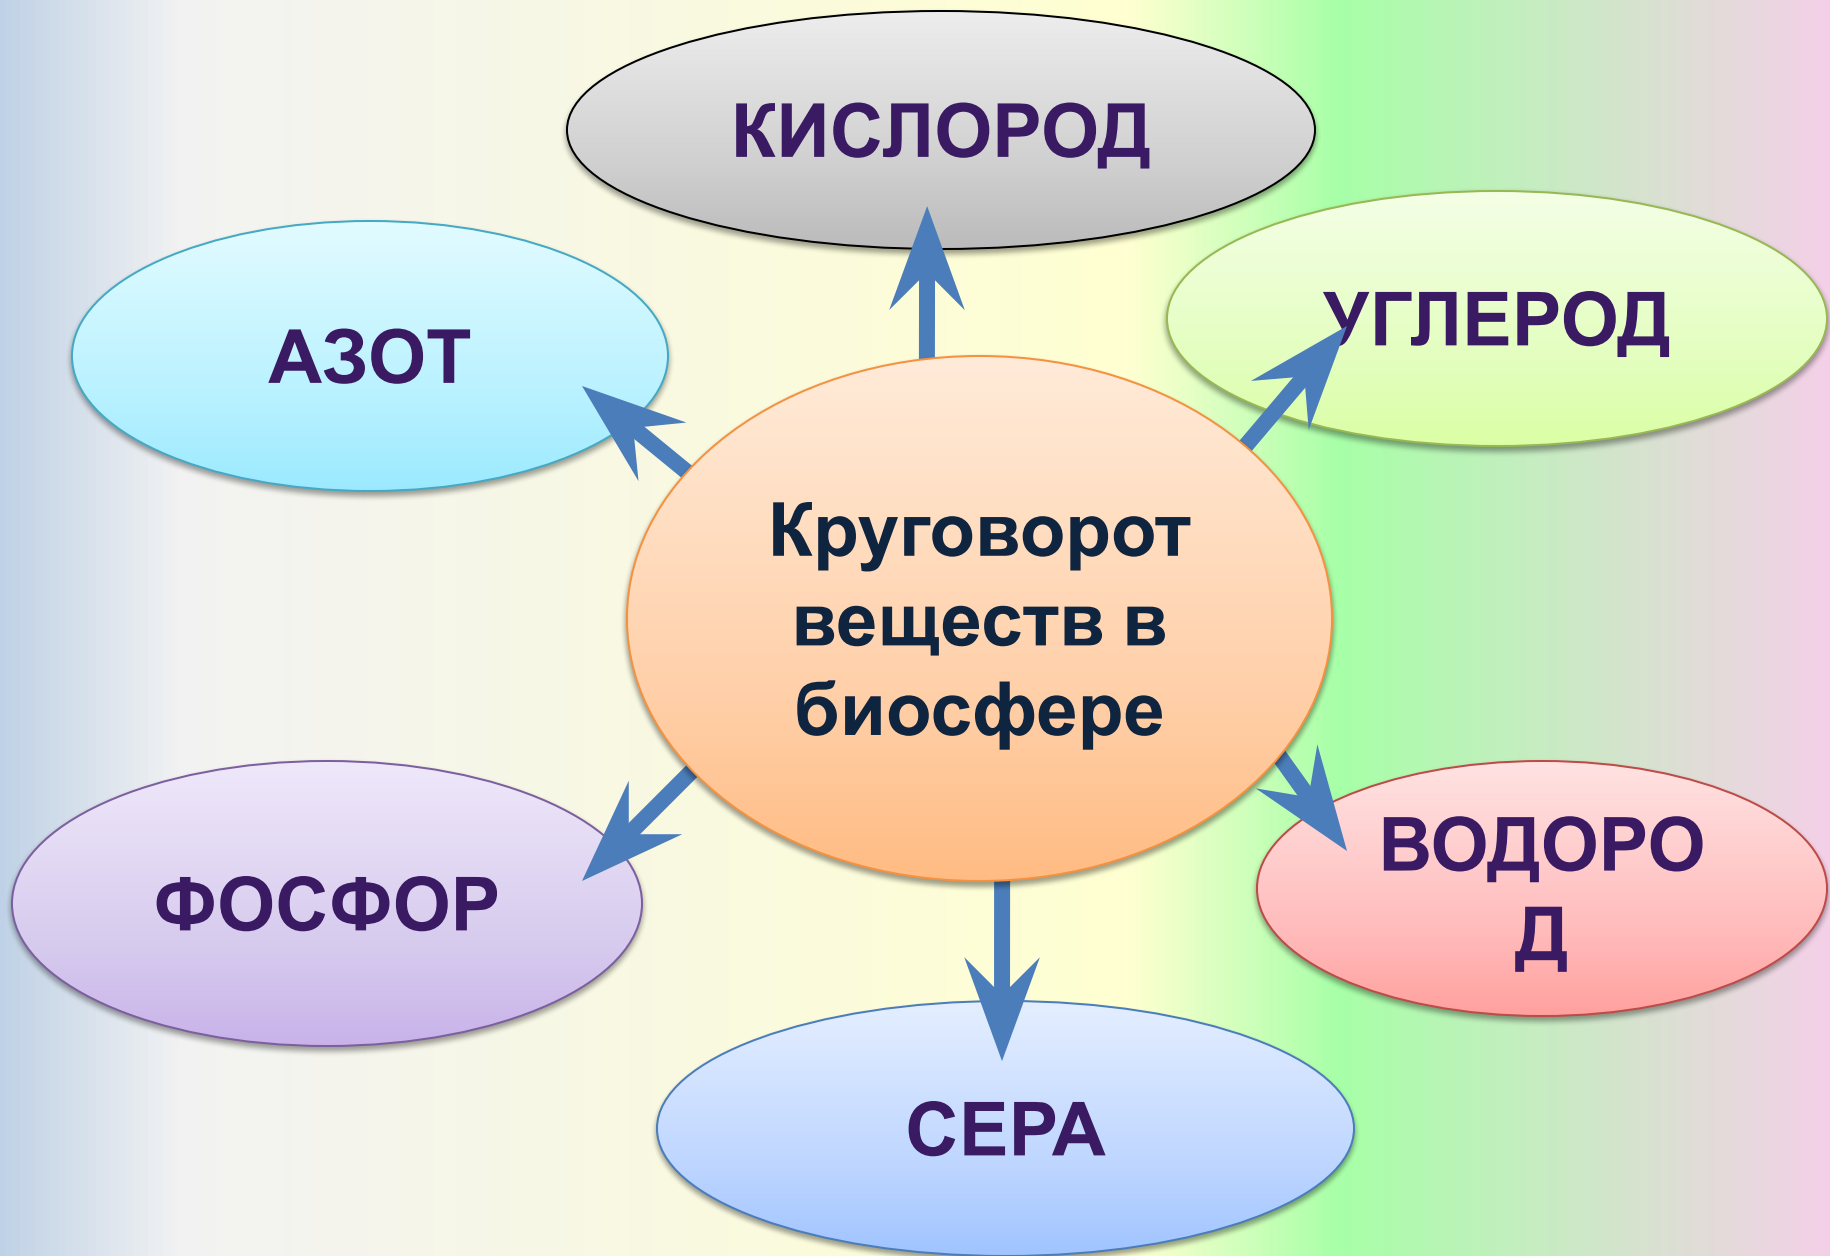 КИСЛОРОД
УГЛЕРОД
АЗОТ
Круговорот
веществ в
биосфере
ВОДОРО
Д
ФОСФОР
СЕРА